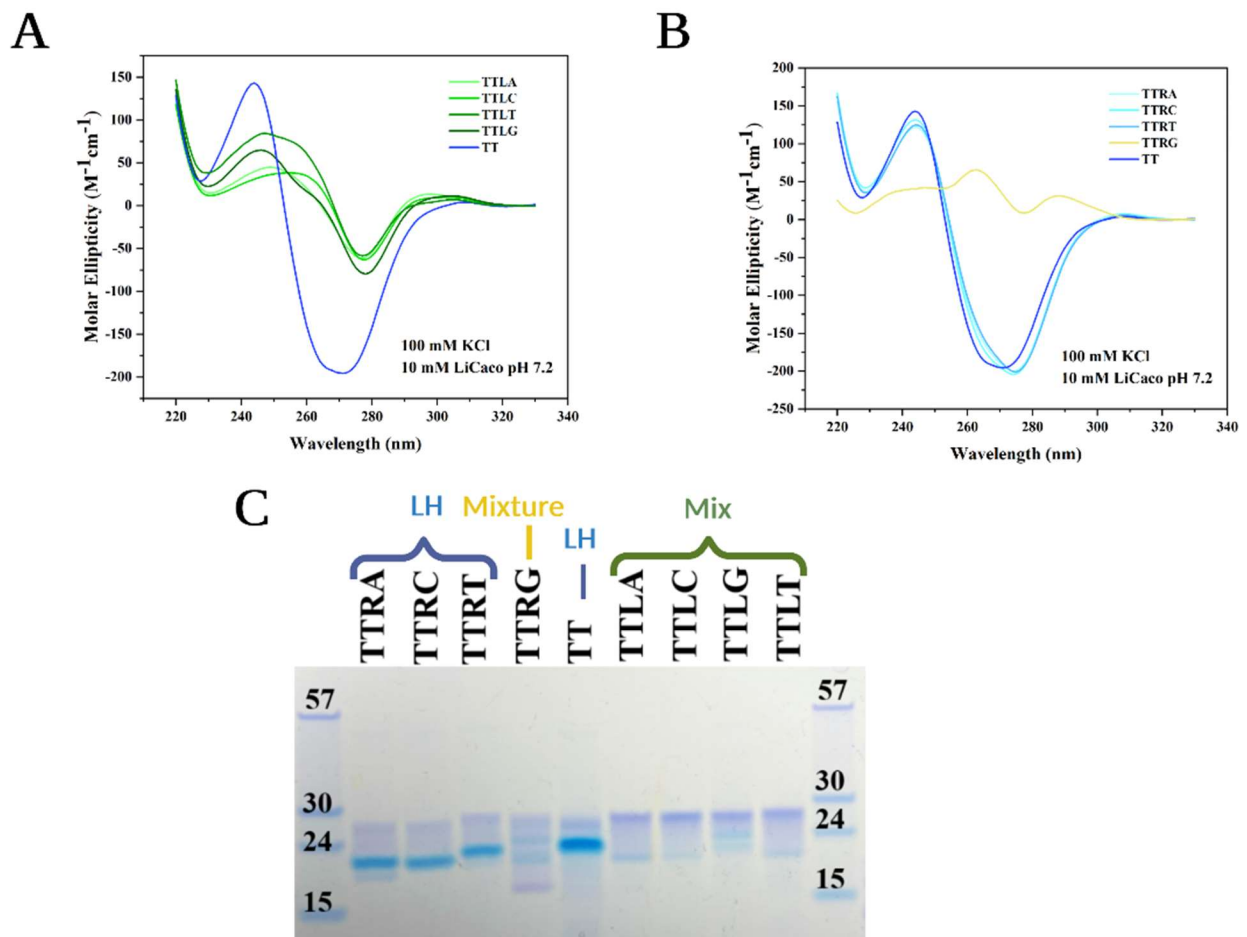 A
Molar Ellipticity (M⁻¹cm⁻¹)
150
100
50
0
-50
-100
-150
-200
TTLA
TTLC
TTLT
TTLG
TT
100 mM KCl
10 mM LiCaco pH 7.2
220 240 260 280 300 320 340
Wavelength (nm)
B
Molar Ellipticity (M⁻¹cm⁻¹)
200
150
100
50
0
-50
-100
-150
-200
-250
TTRA
TTRC
TTRT
TTRG
TT
100 mM KCl
10 mM LiCaco pH 7.2
220 240 260 280 300 320 340
Wavelength (nm)
C
LH Mixture LH Mix
TTRA TTRC TTRT TTRG TT TTLA TTLC TTLG TTLT
57 57
30 30
24 24
15 15